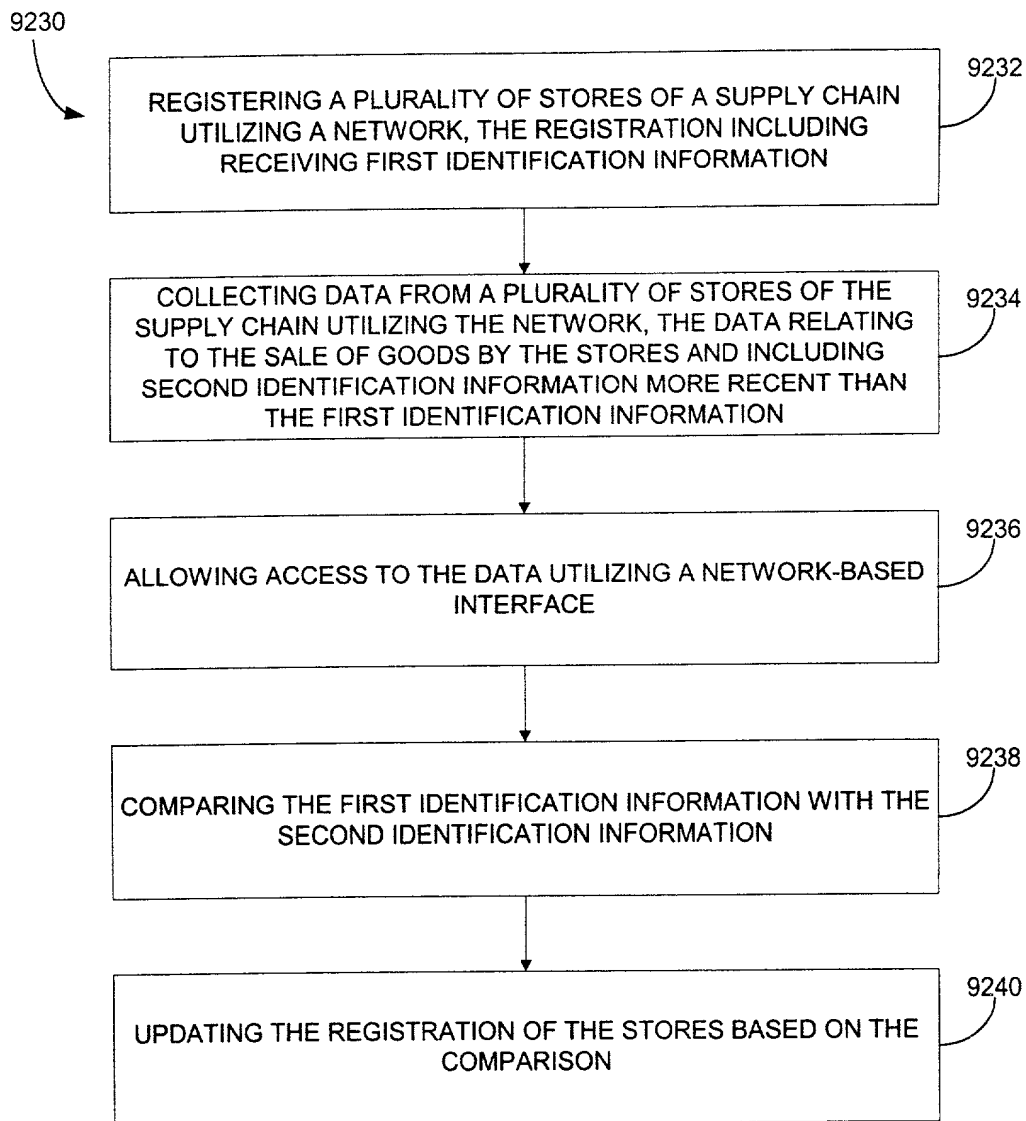 9230
9232
REGISTERING A PLURALITY OF STORES OF A SUPPLY CHAIN
UTILIZING A NETWORK, THE REGISTRATION INCLUDING
RECEIVING FIRST IDENTIFICATION INFORMATION
9234
COLLECTING DATA FROM A PLURALITY OF STORES OF THE
SUPPLY CHAIN UTILIZING THE NETWORK, THE DATA RELATING
TO THE SALE OF GOODS BY THE STORES AND INCLUDING
SECOND IDENTIFICATION INFORMATION MORE RECENT THAN
THE FIRST IDENTIFICATION INFORMATION
9236
ALLOWING ACCESS TO THE DATA UTILIZING A NETWORK-BASED
INTERFACE
9238
COMPARING THE FIRST IDENTIFICATION INFORMATION WITH THE
SECOND IDENTIFICATION INFORMATION
9240
UPDATING THE REGISTRATION OF THE STORES BASED ON THE
COMPARISON